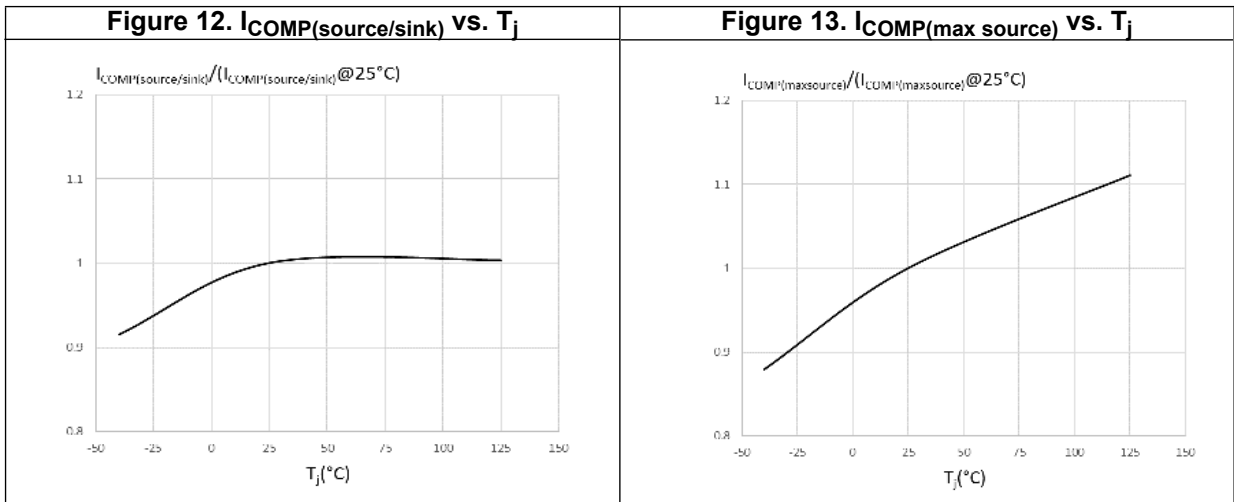 Figure 12. ICOMP(source/sink) vs. Tj
ICOMP(source/sink)/(ICOMP(source/sink)@25°C)
1.2
1.1
1
0.9
0.8
-50 -25 0 25 50 75 100 125 150
Tj(°C)
Figure 13. ICOMP(max source) vs. Tj
ICOMP(maxsource)/(ICOMP(maxsource)@25°C)
1.2
1.1
1
0.9
0.8
-50 -25 0 25 50 75 100 125 150
Tj(°C)